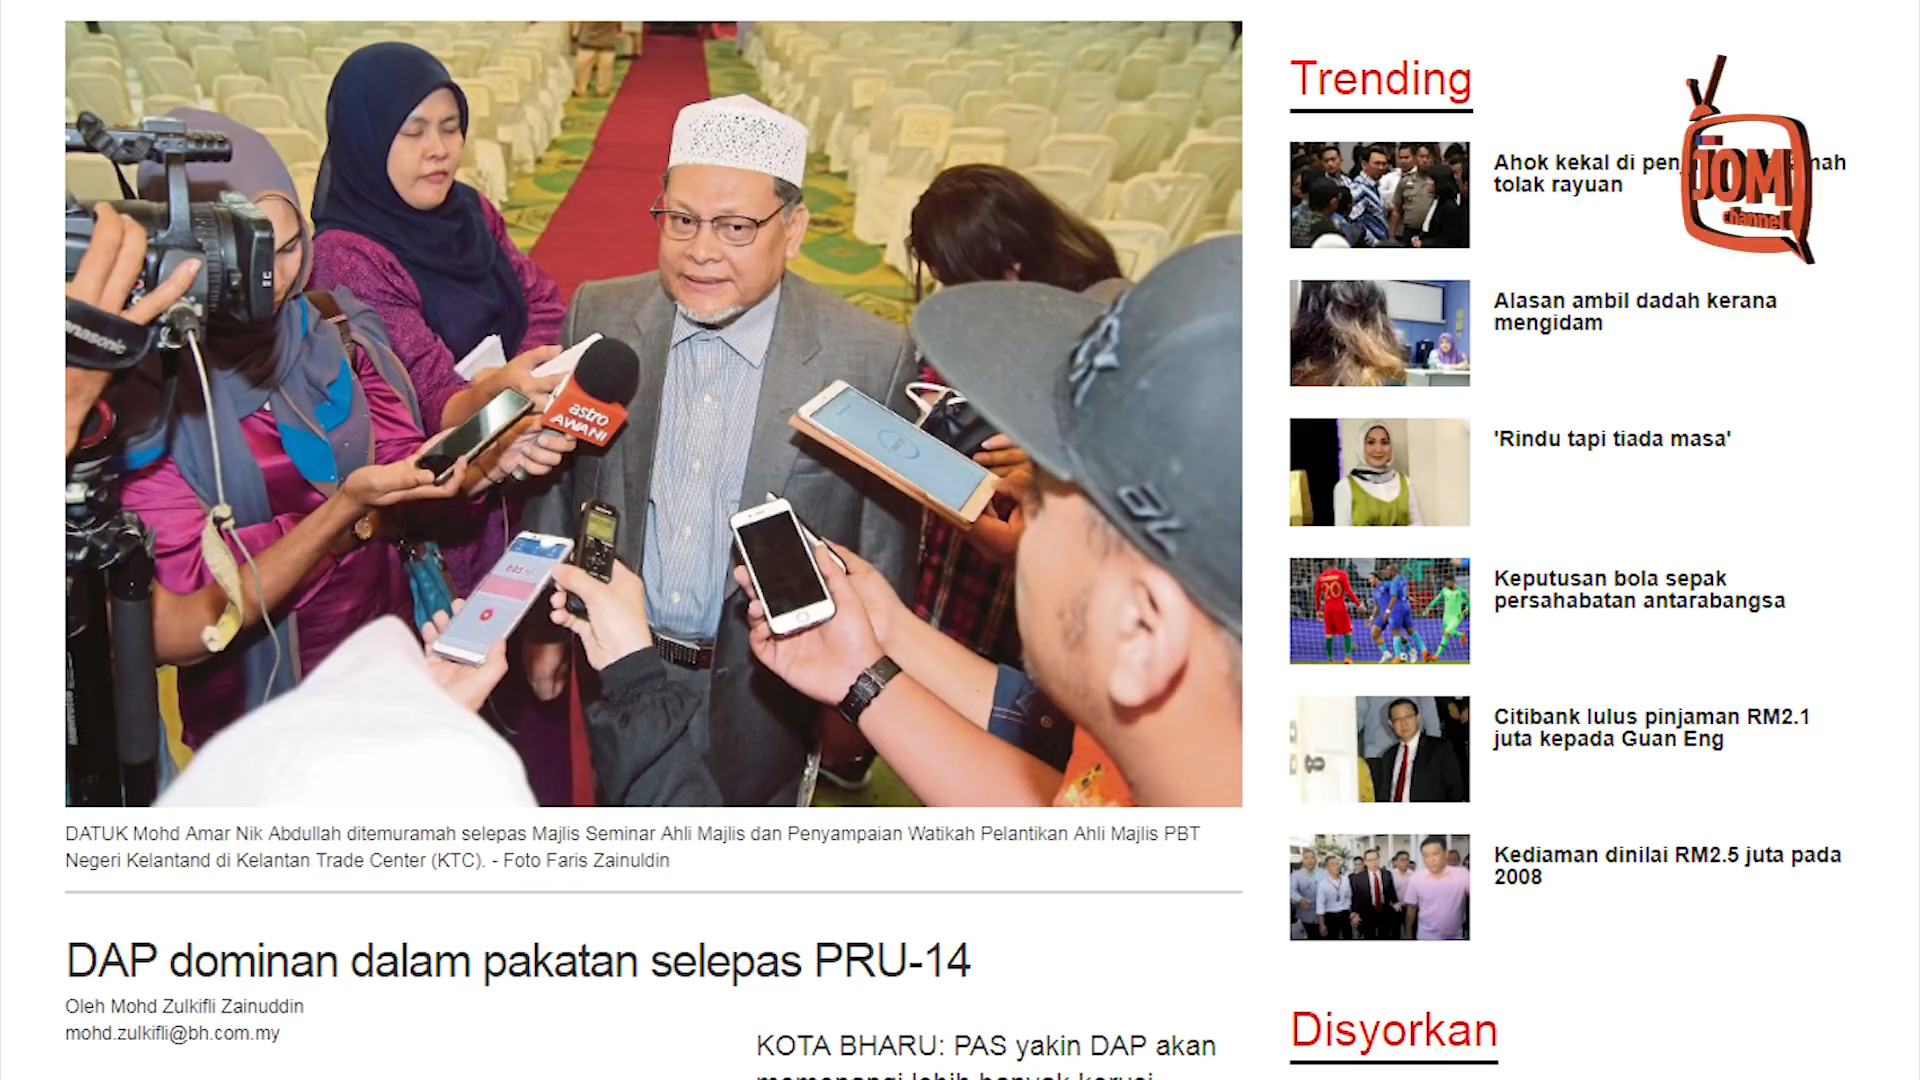 astro
AWANI
DATUK Mohd Amar Nik Abdullah ditemuramah selepas Majlis Seminar Ahli Majlis dan Penyampaian Watikah Pelantikan Ahli Majlis PBT
Negeri Kelantand di Kelantan Trade Center (KTC). - Foto Faris Zainuldin
DAP dominan dalam pakatan selepas PRU-14
Oleh Mohd Zulkifli Zainuddin
mohd.zulkifli@bh.com.my
KOTA BHARU: PAS yakin DAP akan
memenangi lebih banyak kerusi
Trending
JOM
channel
Ahok kekal di
tolak rayuan
Alasan ambil dadah kerana
mengidam
'Rindu tapi tiada masa'
Keputusan bola sepak
persahabatan antarabangsa
Citibank lulus pinjaman RM2.1
juta kepada Guan Eng
Kediaman dinilai RM2.5 juta pada
2008
Disyorkan